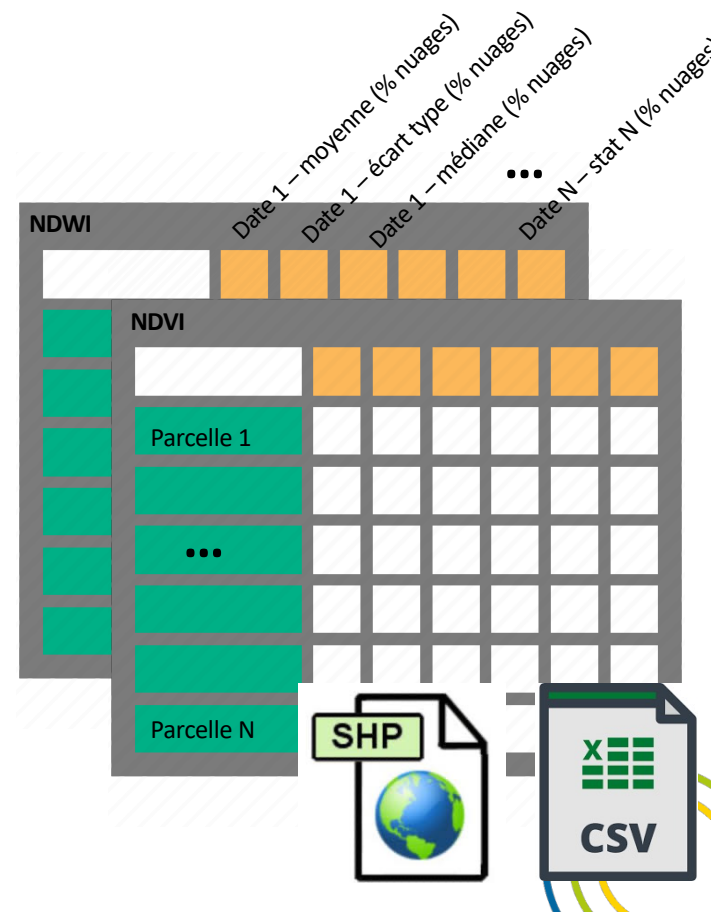 Date 1 – moyenne (% nuages)
Date 1 – écart type (% nuages)
Date 1 – médiane (% nuages)
...
Date N – stat N (% nuages)
NDWI
NDVI
Parcelle 1
...
Parcelle N
SHP
X
CSV